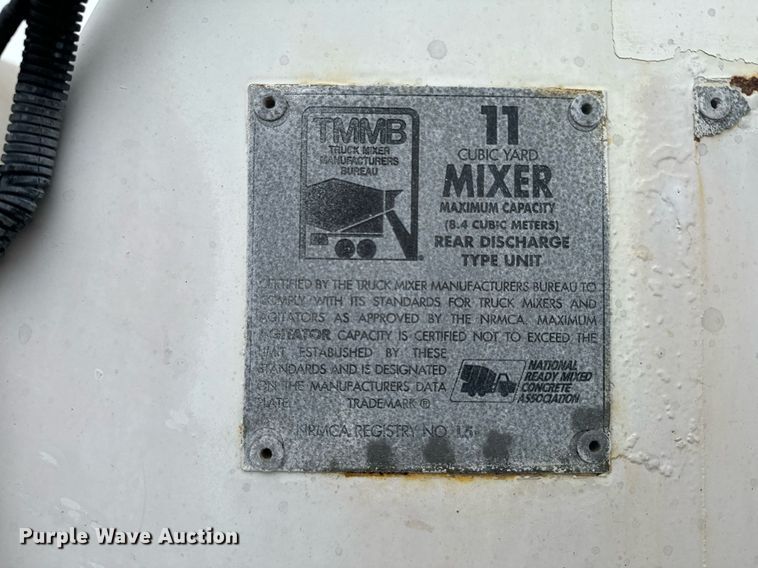 TMMB
TRUCK MIXER
MANUFACTURERS
BUREAU
11
CUBIC YARD
MIXER
MAXIMUM CAPACITY
(8.4 CUBIC METERS)
REAR DISCHARGE
TYPE UNIT
CERTIFIED BY THE TRUCK MIXER MANUFACTURERS BUREAU TO
COMPLY WITH ITS STANDARDS FOR TRUCK MIXERS AND
AGITATORS AS APPROVED BY THE NRMCA. MAXIMUM
AGITATOR CAPACITY IS CERTIFIED NOT TO EXCEED THE
LIMIT ESTABLISHED BY THESE
STANDARDS AND IS DESIGNATED
ON THE MANUFACTURERS DATA
PLATE. TRADEMARK ®
NATIONAL
READY MIXED
CONCRETE
ASSOCIATION
NRMCA REGISTRY NO.
Purple Wave Auction